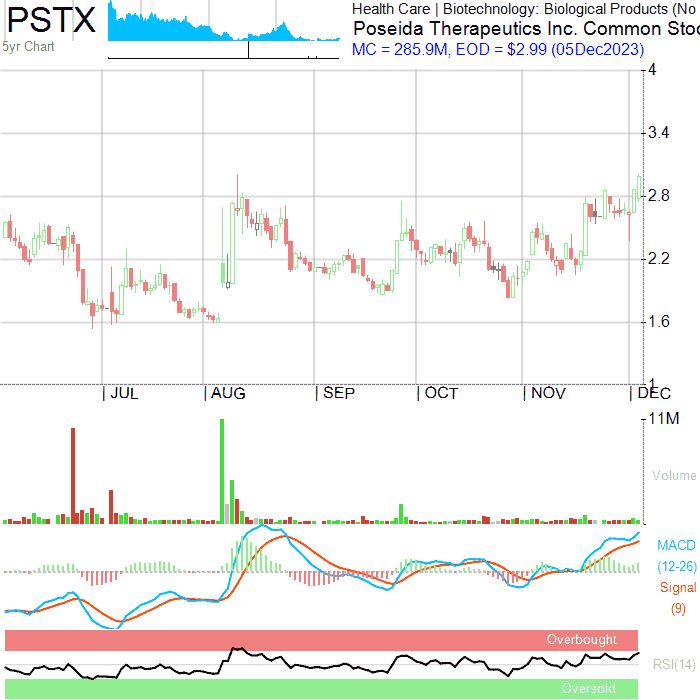 PSTX
5yr Chart
Health Care | Biotechnology: Biological Products (No
Poseida Therapeutics Inc. Common Stoc
MC = 285.9M, EOD = $2.99 (05Dec2023)
4
3.4
2.8
2.2
1.6
1
| JUL | AUG | SEP | OCT | NOV | DEC
11M
Volume
MACD
(12-26)
Signal
(9)
Overbought
RSI(14)
Oversold